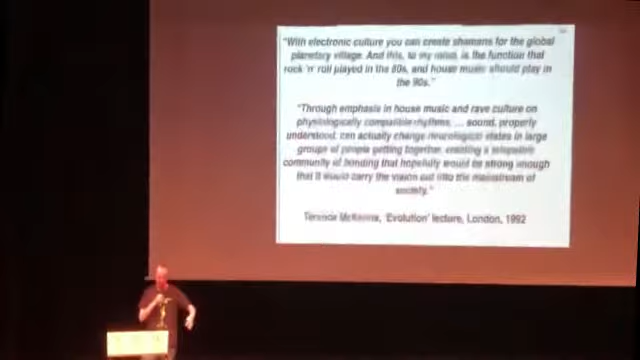 "With electronic culture you can create shamans for the global
planetary village. And this, to my mind, is the function that
rock 'n' roll played in the 60s, and house music should play in
the 90s."
"Through emphasis in house music and rave culture on
physiologically compatible rhythms, ... sound, properly
understood, can actually change neurological states in large
groups of people getting together, creating a telepathic
community of bonding that hopefully would be strong enough
that it would carry the vision out into the mainstream of
society."
Terence McKenna, 'Evolution' lecture, London, 1992